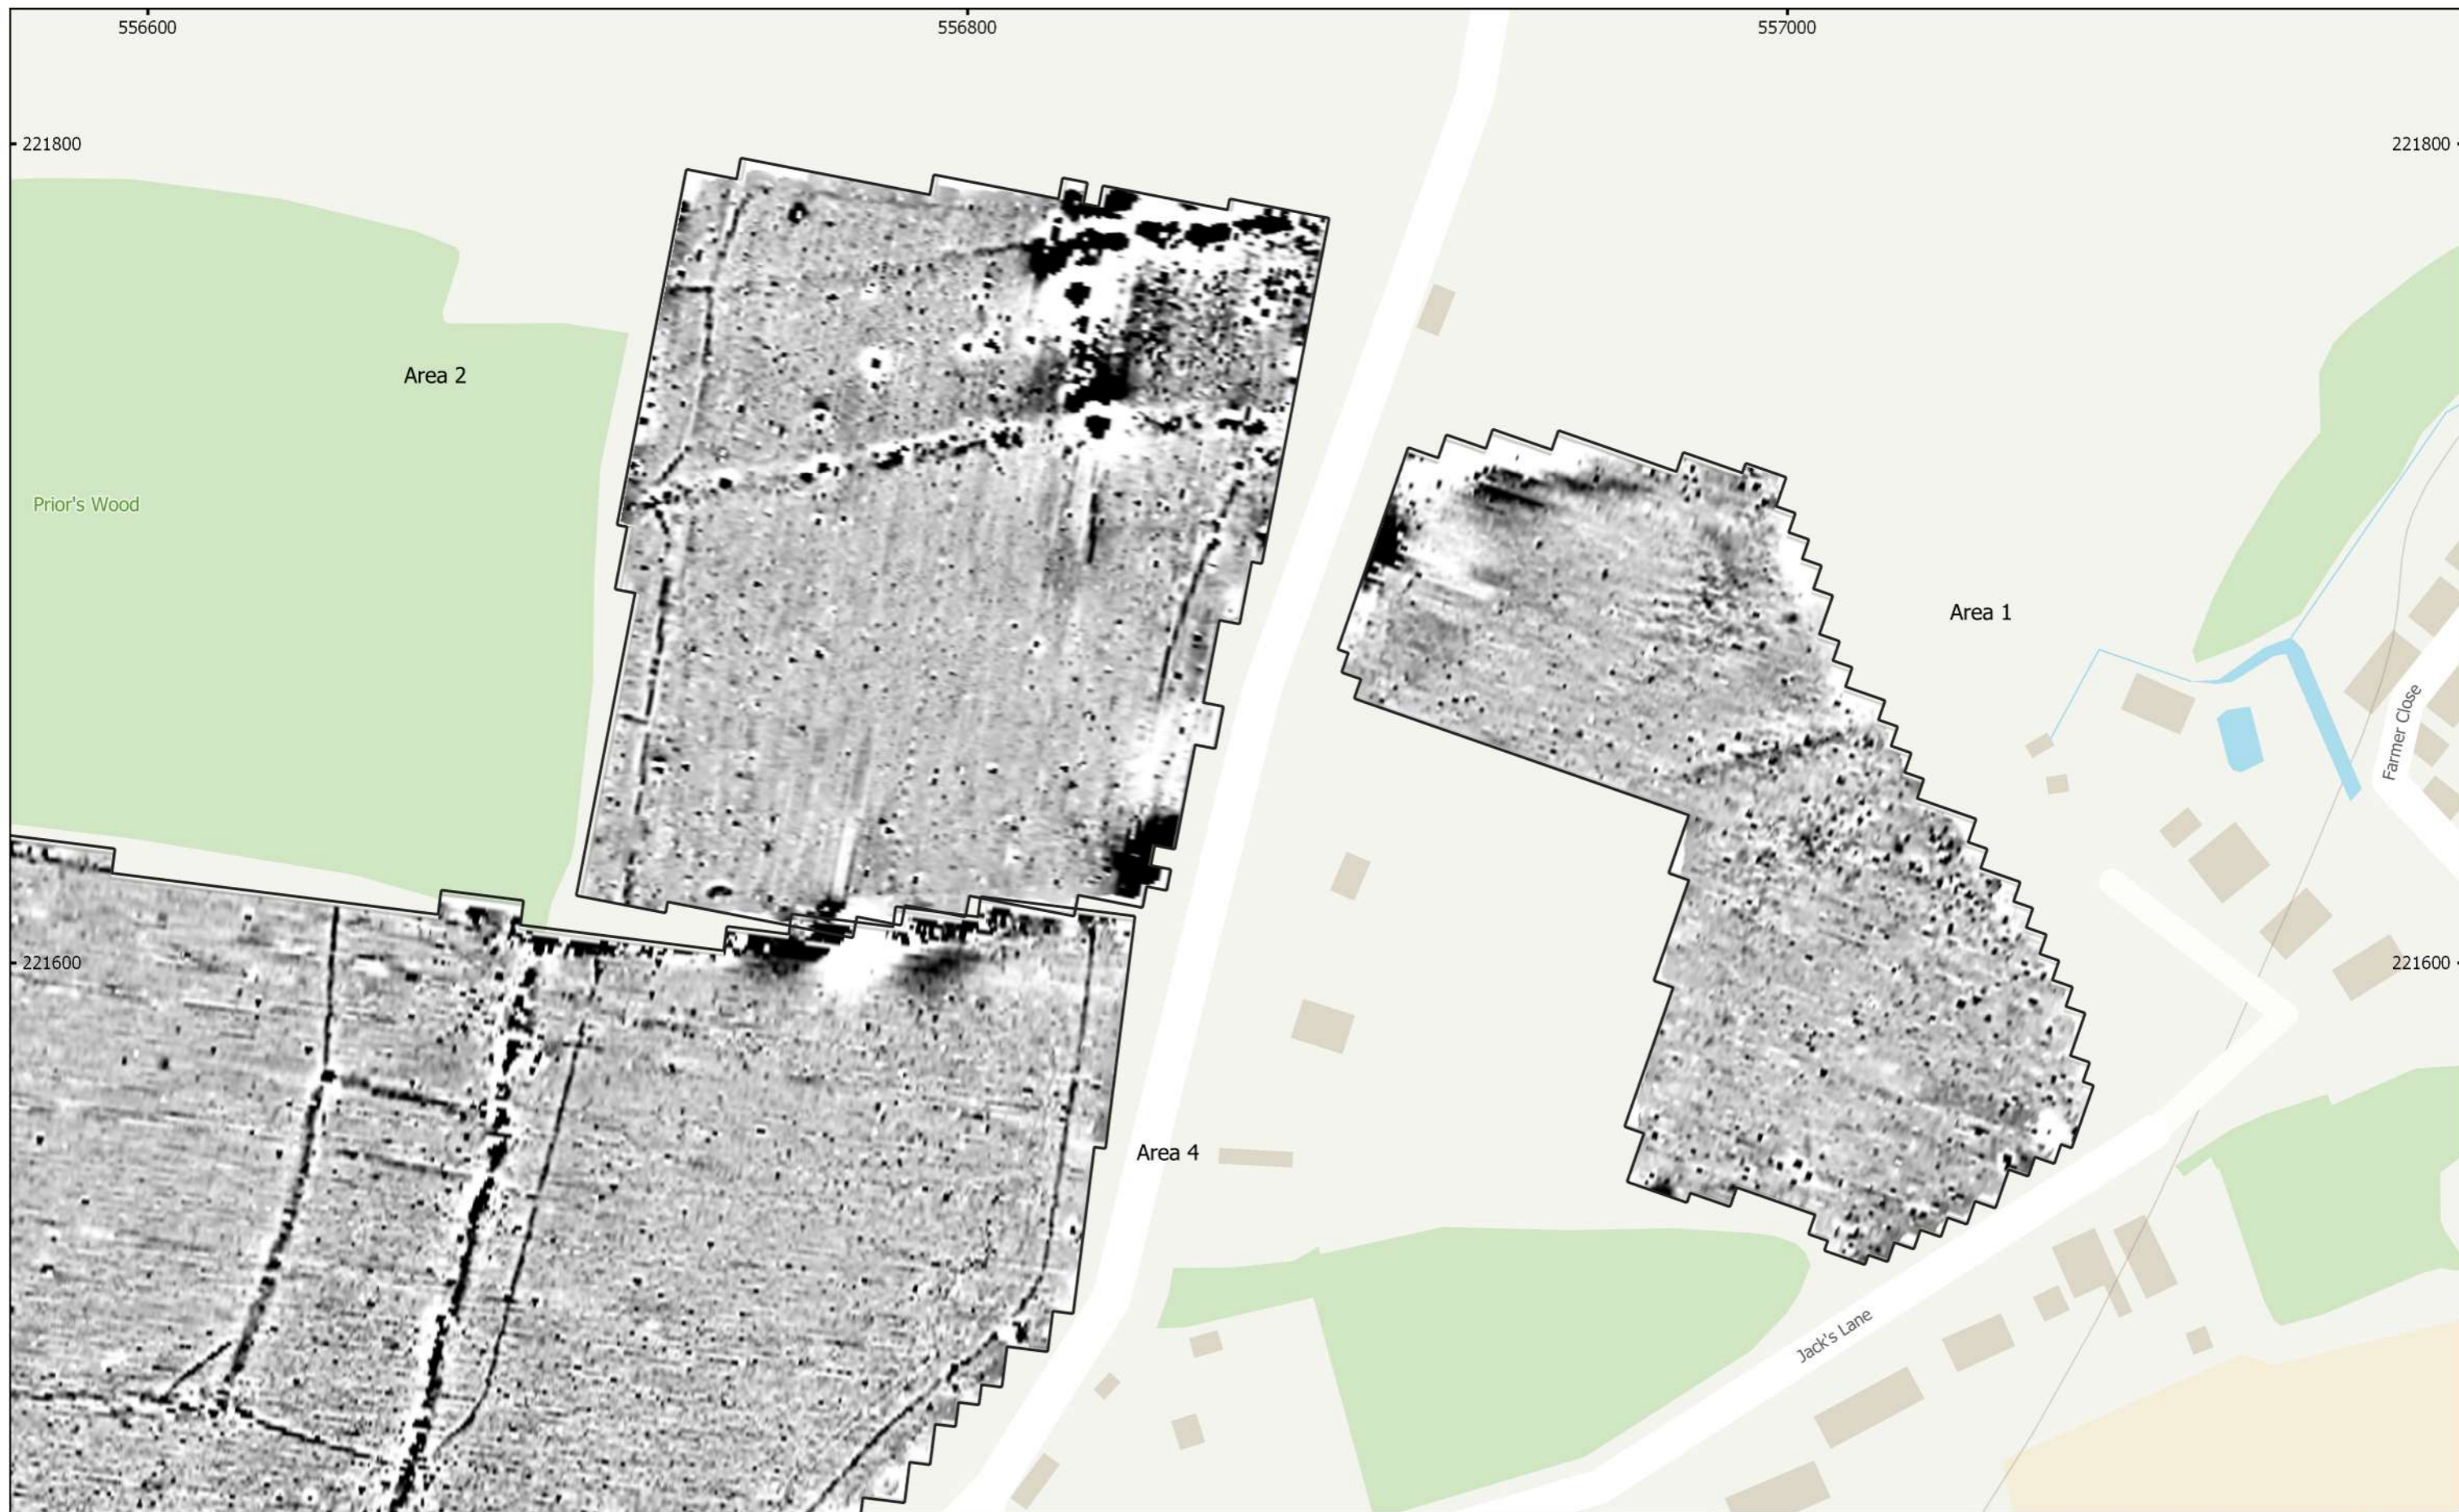 556600
556800
557000
221800
221800
Area 2
Prior's Wood
Area 1
Farmer Close
221600
221600
Area 4
Jack's Lane